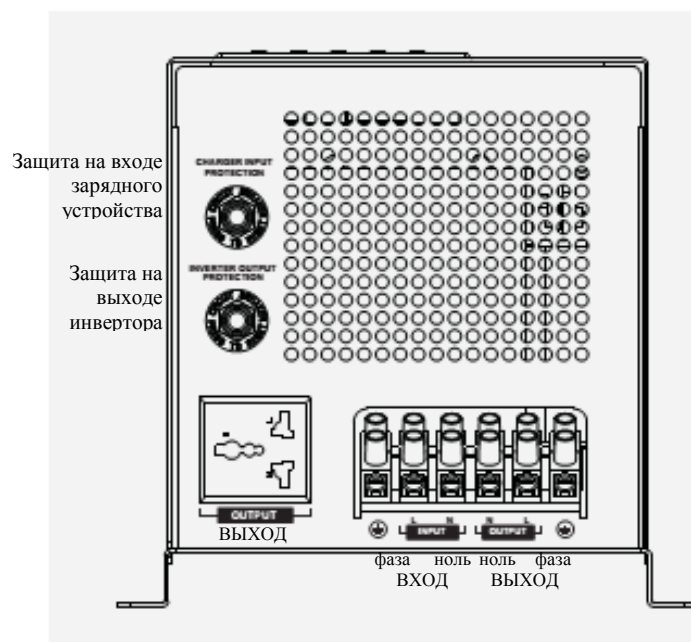 Защита на входе
зарядного
устройства
CHARGER INPUT
PROTECTION
Защита на
выходе
инвертора
INVERTER OUTPUT
PROTECTION
OUTPUT
ВЫХОД
L N N L
INPUT OUTPUT
фаза ноль ноль фаза
ВХОД ВЫХОД